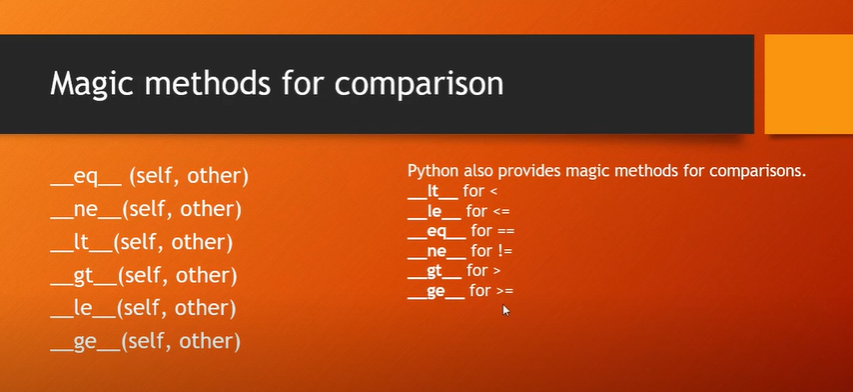 Magic methods for comparison
__eq__ (self, other)
__ne__(self, other)
__lt__(self, other)
__gt__(self, other)
__le__(self, other)
__ge__(self, other)
Python also provides magic methods for comparisons.
__lt__ for <
__le__ for <=
__eq__ for ==
__ne__ for !=
__gt__ for >
__ge__ for >=